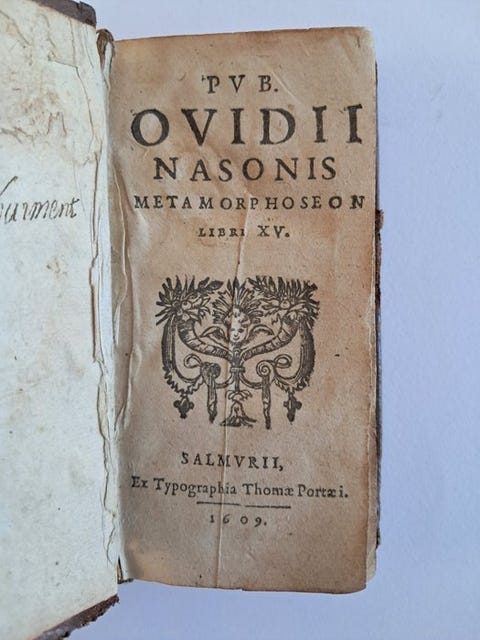 PVB.
OVIDII
NASONIS
METAMORPHOSEON
LIBRI XV.
SALMVRII,
Ex Typographia Thomæ Portæi.
1609.